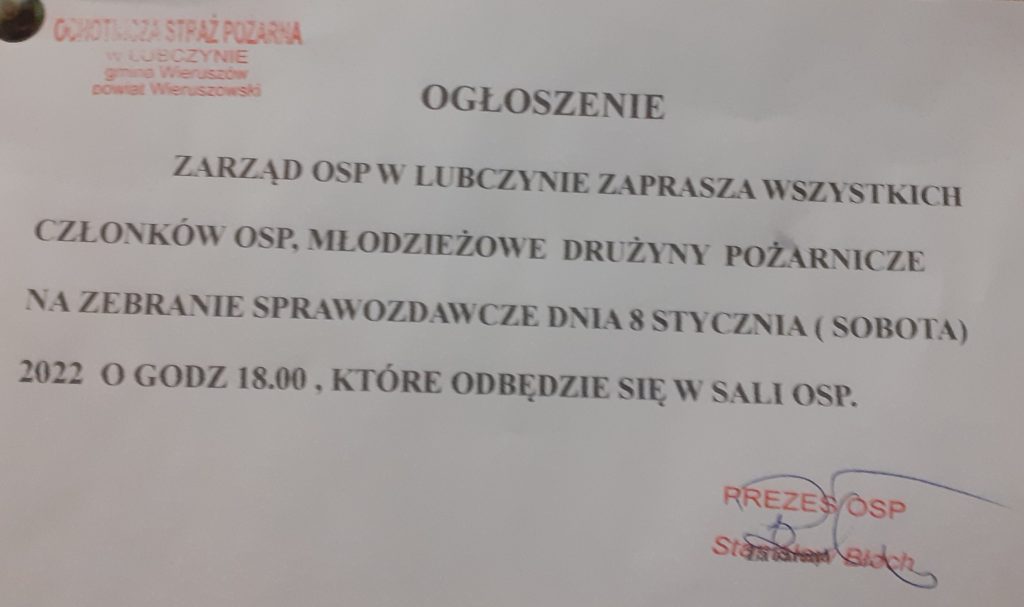 OCHOTNICZA STRAŻ POŻARNA
w LUBCZYNIE
gmina Wieruszów
powiat Wieruszowski
OGŁOSZENIE
ZARZĄD OSP W LUBCZYNIE ZAPRASZA WSZYSTKICH
CZŁONKÓW OSP, MŁODZIEŻOWE DRUŻYNY POŻARNICZE
NA ZEBRANIE SPRAWOZDAWCZE DNIA 8 STYCZNIA ( SOBOTA)
2022 O GODZ 18.00 , KTÓRE ODBĘDZIE SIĘ W SALI OSP.
PREZES OSP
Stanisław